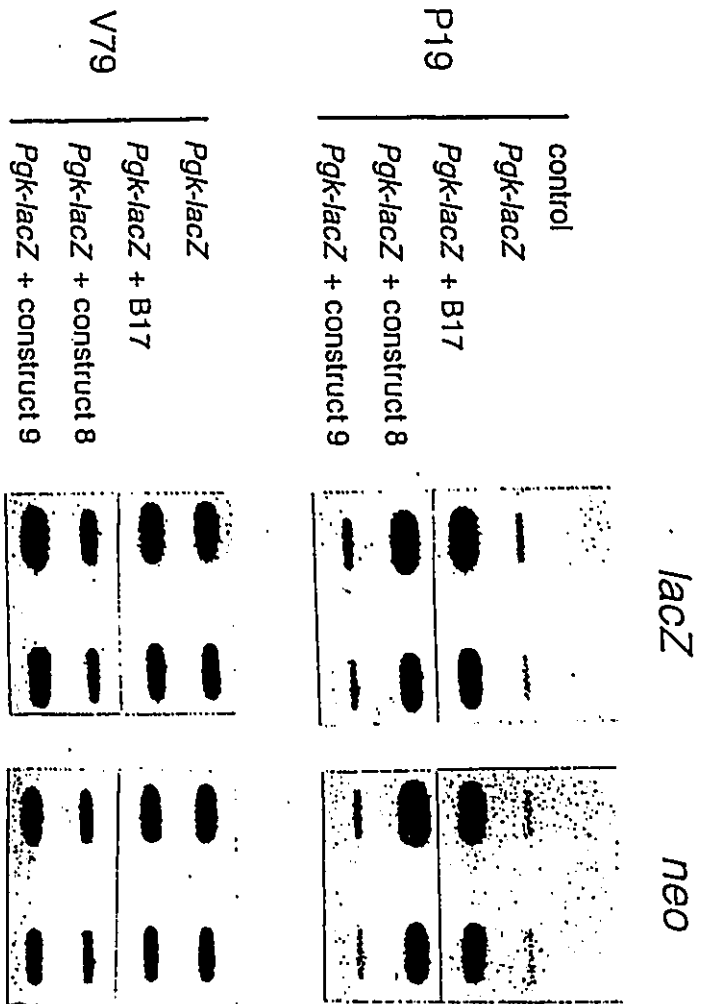 lacZ
neo
P19
control
Pgk-lacZ
Pgk-lacZ + B17
Pgk-lacZ + construct 8
Pgk-lacZ + construct 9
V79
Pgk-lacZ
Pgk-lacZ + B17
Pgk-lacZ + construct 8
Pgk-lacZ + construct 9